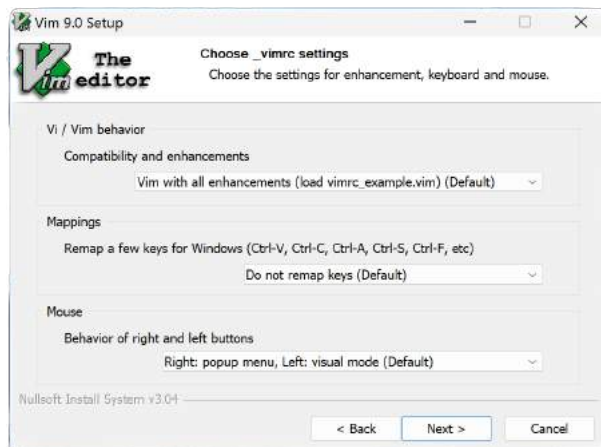 Vim 9.0 Setup
The
Vim editor
Choose _vimrc settings
Choose the settings for enhancement, keyboard and mouse.
Vi / Vim behavior
Compatibility and enhancements
Vim with all enhancements (load vimrc_example.vim) (Default)
Mappings
Remap a few keys for Windows (Ctrl-V, Ctrl-C, Ctrl-A, Ctrl-S, Ctrl-F, etc)
Do not remap keys (Default)
Mouse
Behavior of right and left buttons
Right: popup menu, Left: visual mode (Default)
Nullsoft Install System v3.04
< Back Next > Cancel